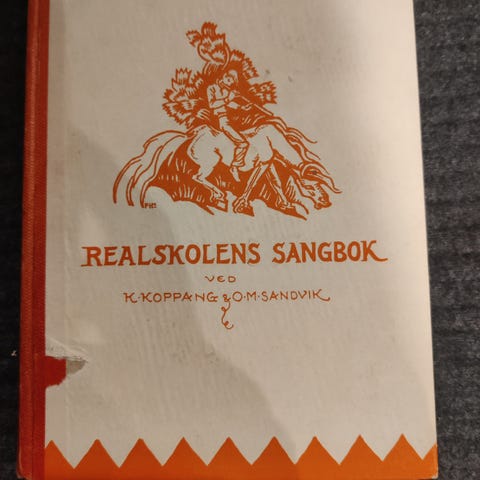 REALSKOLENS SANGBOK
VED
K·KOPPANG & O·M·SANDVIK